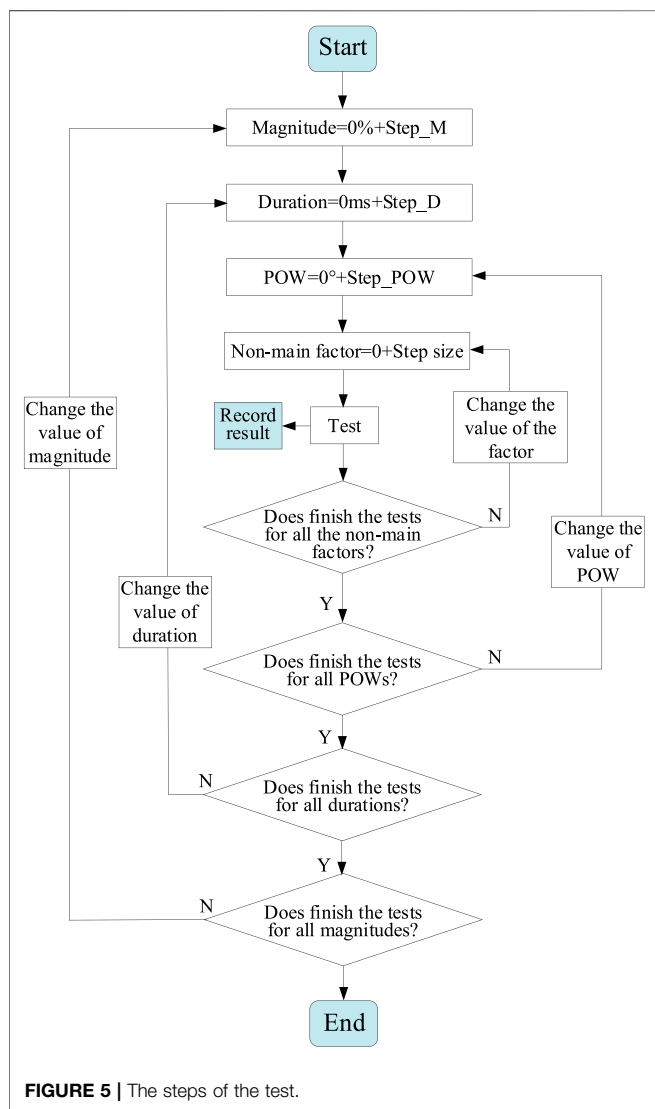 Start
Magnitude=0%+Step_M
Duration=0ms+Step_D
POW=0°+Step_POW
Non-main factor=0+Step size
Change the
value of
magnitude
Record
result
Test
Change the
value of the
factor
Does finish the tests
for all the non-main
factors?
N
Change the
value of
POW
Change the
value of
duration
Y
Does finish the tests
for all POWs?
N
Y
N
Does finish the tests
for all durations?
Y
N
Does finish the tests
for all magnitudes?
End
FIGURE 5 | The steps of the test.